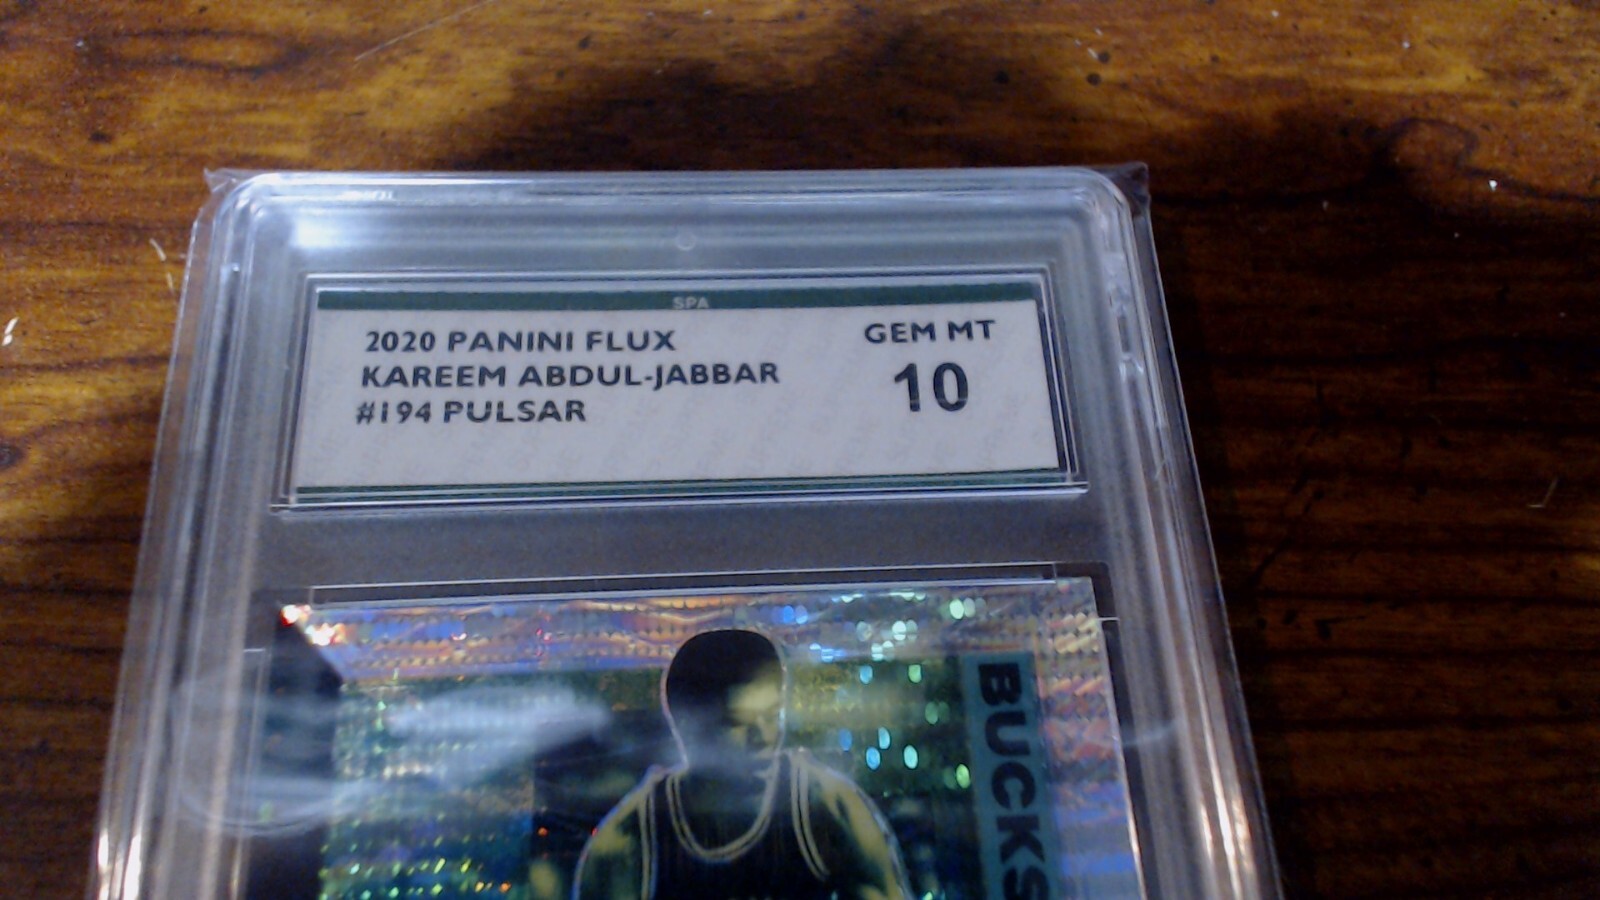 SPA
2020 PANINI FLUX
KAREEM ABDUL-JABBAR
#194 PULSAR
GEM MT
10
BUCKS